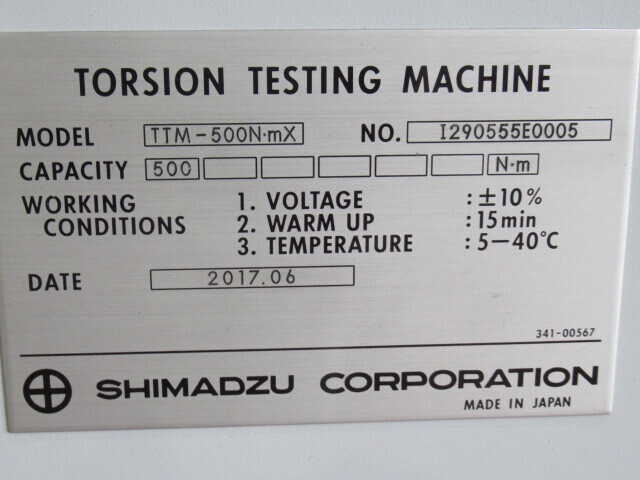 TORSION TESTING MACHINE
MODEL TTM-500N·mX NO. I290555E0005
CAPACITY 500 N·m
WORKING CONDITIONS 1. VOLTAGE :±10%
2. WARM UP :15min
3. TEMPERATURE :5-40°C
DATE 2017.06
341-00567
SHIMADZU CORPORATION
MADE IN JAPAN